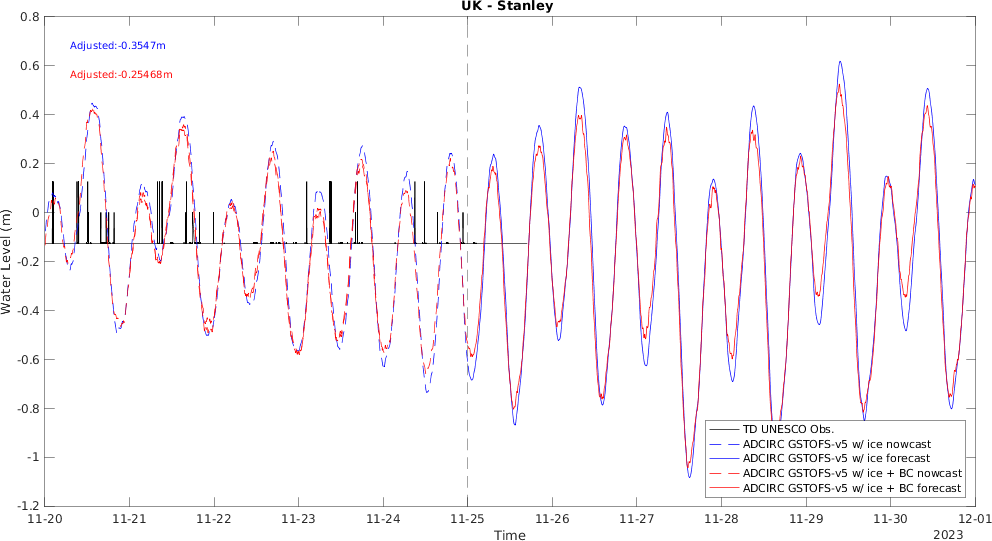 UK - Stanley
Adjusted:-0.3547m
Adjusted:-0.25468m
0.8
0.6
0.4
0.2
0
-0.2
-0.4
-0.6
-0.8
-1
-1.2
Water Level (m)
TD UNESCO Obs.
ADCIRC GSTOFS-v5 w/ ice nowcast
ADCIRC GSTOFS-v5 w/ ice forecast
ADCIRC GSTOFS-v5 w/ ice + BC nowcast
ADCIRC GSTOFS-v5 w/ ice + BC forecast
11-20 11-21 11-22 11-23 11-24 11-25 11-26 11-27 11-28 11-29 11-30 12-01
Time
2023